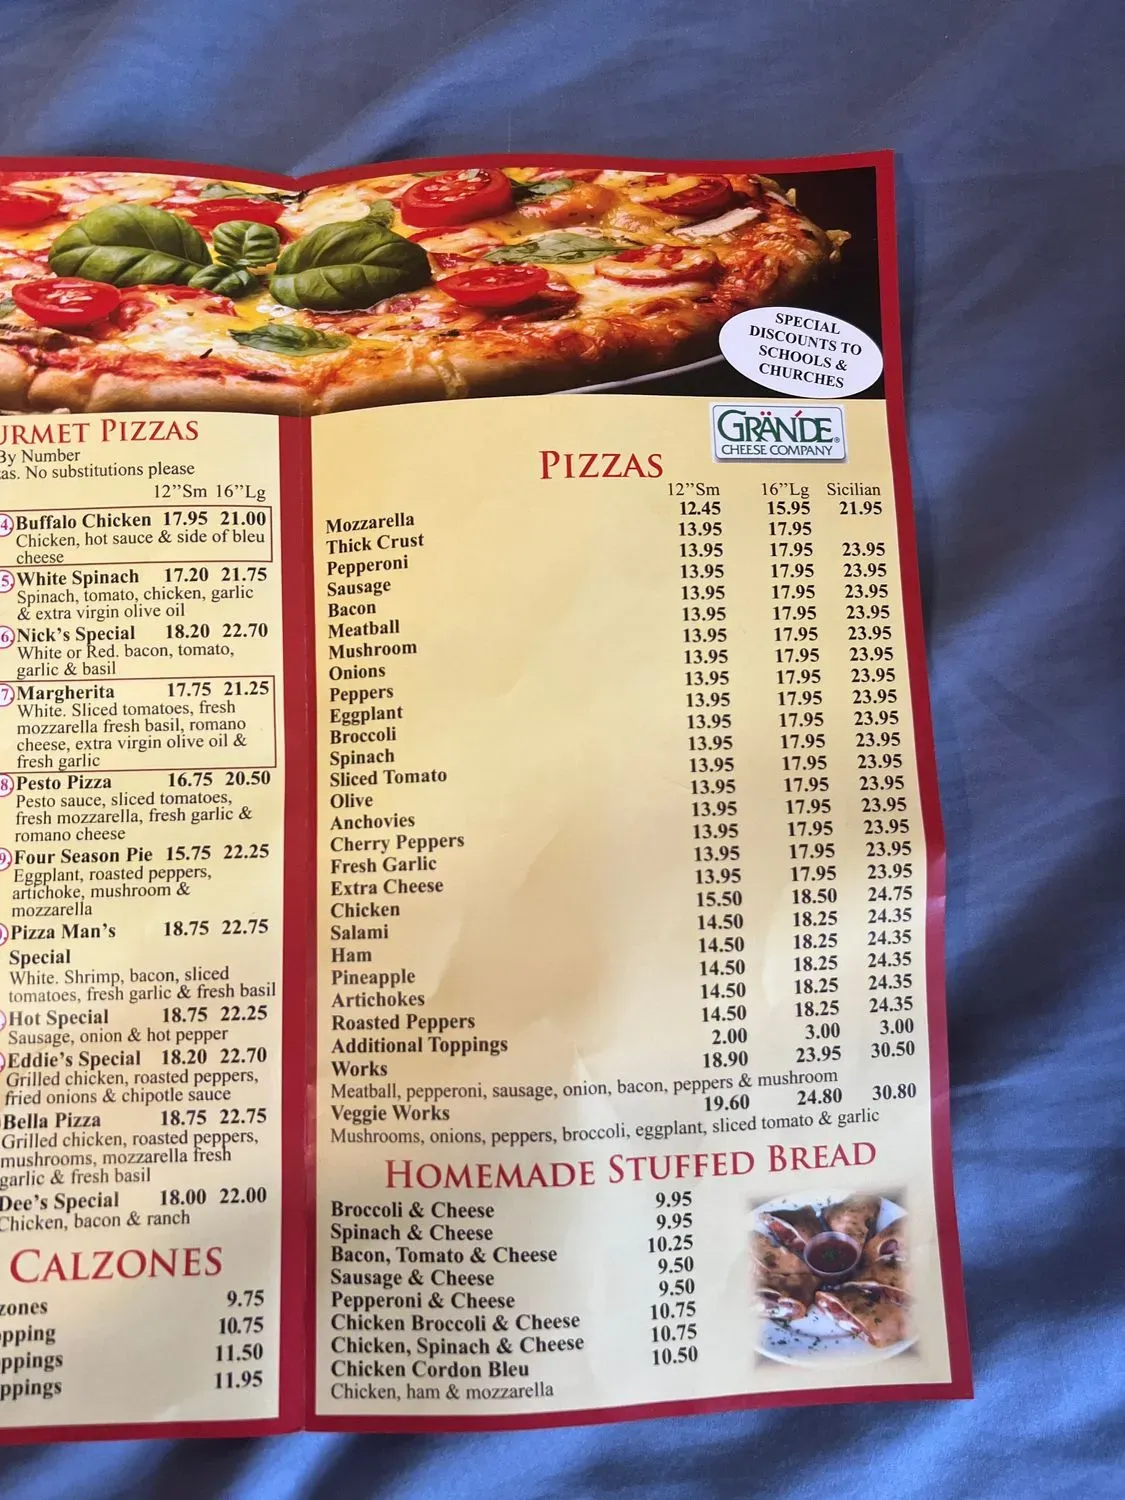 SPECIAL
DISCOUNTS TO
SCHOOLS &
CHURCHES
URMET PIZZAS
By Number
zas. No substitutions please
12”Sm 16”Lg
4 Buffalo Chicken 17.95 21.00
Chicken, hot sauce & side of bleu
cheese
5 White Spinach 17.20 21.75
Spinach, tomato, chicken, garlic
& extra virgin olive oil
6 Nick's Special 18.20 22.70
White or Red. bacon, tomato,
garlic & basil
7 Margherita 17.75 21.25
White. Sliced tomatoes, fresh
mozzarella fresh basil, romano
cheese, extra virgin olive oil &
fresh garlic
8 Pesto Pizza 16.75 20.50
Pesto sauce, sliced tomatoes,
fresh mozzarella, fresh garlic &
romano cheese
9 Four Season Pie 15.75 22.25
Eggplant, roasted peppers,
artichoke, mushroom &
mozzarella
Pizza Man's 18.75 22.75
Special
White. Shrimp, bacon, sliced
tomatoes, fresh garlic & fresh basil
Hot Special 18.75 22.25
Sausage, onion & hot pepper
Eddie's Special 18.20 22.70
Grilled chicken, roasted peppers,
fried onions & chipotle sauce
Bella Pizza 18.75 22.75
Grilled chicken, roasted peppers,
mushrooms, mozzarella fresh
garlic & fresh basil
Dee's Special 18.00 22.00
Chicken, bacon & ranch
CALZONES
zones 9.75
pping 10.75
ppings 11.50
ppings 11.95
GRÄNDE
CHEESE COMPANY
PIZZAS
12”Sm 16”Lg Sicilian
Mozzarella 12.45 15.95 21.95
Thick Crust 13.95 17.95
Pepperoni 13.95 17.95 23.95
Sausage 13.95 17.95 23.95
Bacon 13.95 17.95 23.95
Meatball 13.95 17.95 23.95
Mushroom 13.95 17.95 23.95
Onions 13.95 17.95 23.95
Peppers 13.95 17.95 23.95
Eggplant 13.95 17.95 23.95
Broccoli 13.95 17.95 23.95
Spinach 13.95 17.95 23.95
Sliced Tomato 13.95 17.95 23.95
Olive 13.95 17.95 23.95
Anchovies 13.95 17.95 23.95
Cherry Peppers 13.95 17.95 23.95
Fresh Garlic 13.95 17.95 23.95
Extra Cheese 13.95 17.95 23.95
Chicken 15.50 18.50 24.75
Salami 14.50 18.25 24.35
Ham 14.50 18.25 24.35
Pineapple 14.50 18.25 24.35
Artichokes 14.50 18.25 24.35
Roasted Peppers 14.50 18.25 24.35
Additional Toppings 2.00 3.00 3.00
Works 18.90 23.95 30.50
Meatball, pepperoni, sausage, onion, bacon, peppers & mushroom
Veggie Works 19.60 24.80 30.80
Mushrooms, onions, peppers, broccoli, eggplant, sliced tomato & garlic
HOMEMADE STUFFED BREAD
Broccoli & Cheese 9.95
Spinach & Cheese 9.95
Bacon, Tomato & Cheese 10.25
Sausage & Cheese 9.50
Pepperoni & Cheese 9.50
Chicken Broccoli & Cheese 10.75
Chicken, Spinach & Cheese 10.75
Chicken Cordon Bleu 10.50
Chicken, ham & mozzarella